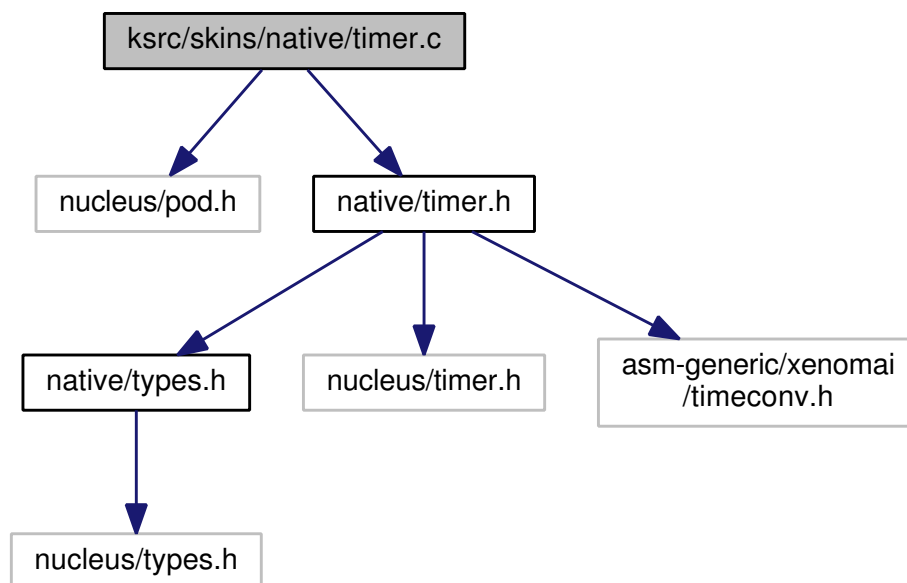 ksrc/skins/native/timer.c
nucleus/pod.h
native/timer.h
native/types.h
nucleus/timer.h
asm-generic/xenomai
/timeconv.h
nucleus/types.h